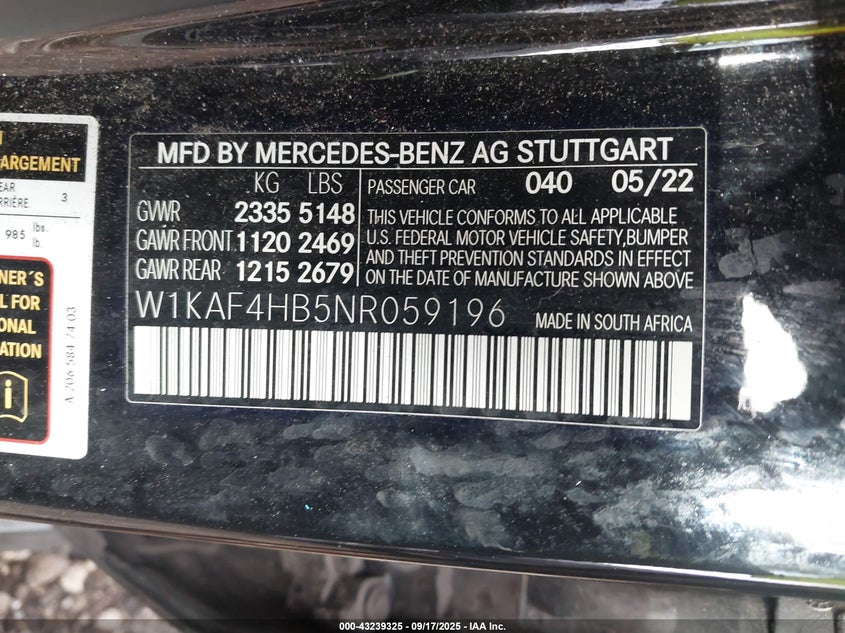 N
ARGEMENT
EAR
RRIÈRE 3
985 lbs.
lb.
NER´S
L FOR
ONAL
ATION
i
A 206 584 74 03
MFD BY MERCEDES-BENZ AG STUTTGART
KG LBS
GVWR 2335 5148
GAWR FRONT 1120 2469
GAWR REAR 1215 2679
PASSENGER CAR 040 05/22
THIS VEHICLE CONFORMS TO ALL APPLICABLE
U.S. FEDERAL MOTOR VEHICLE SAFETY,BUMPER
AND THEFT PREVENTION STANDARDS IN EFFECT
ON THE DATE OF MANUFACTURE SHOWN ABOVE
W1KAF4HB5NR059196 MADE IN SOUTH AFRICA
000-43239325 - 09/17/2025 - IAA Inc.